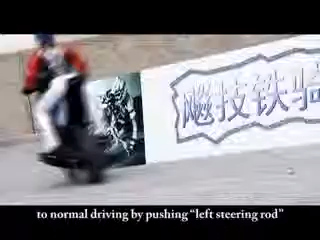 飚技铁骑
to normal driving by pushing “left steering rod”